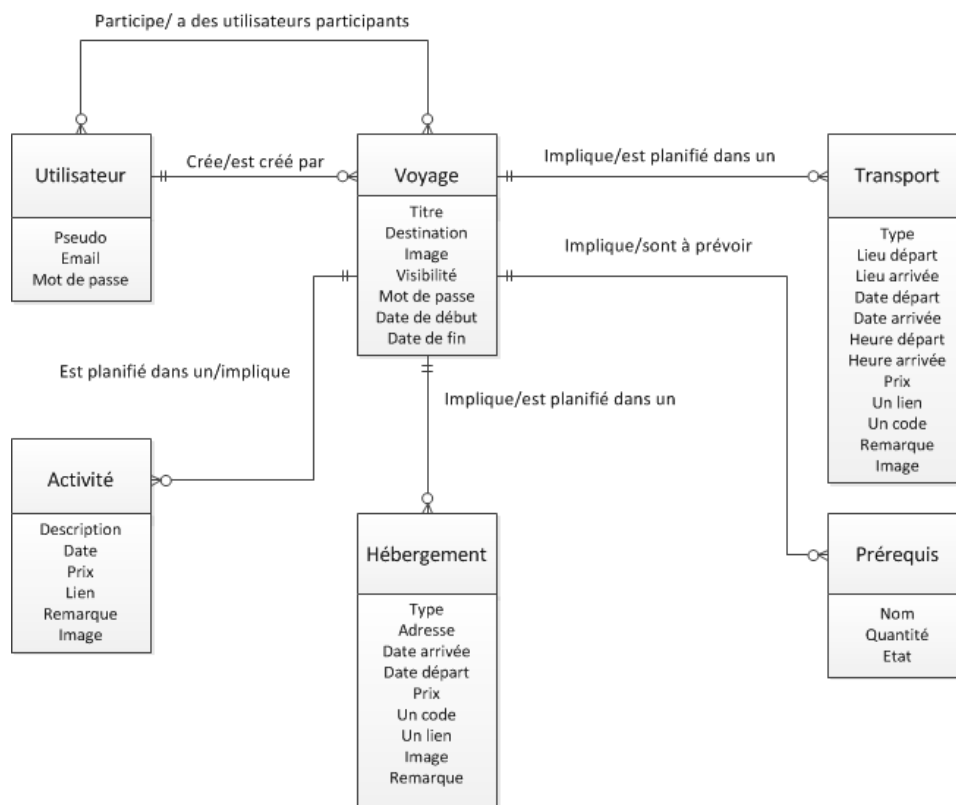 Participe/ a des utilisateurs participants
Utilisateur
Pseudo
Email
Mot de passe
Crée/est créé par
Voyage
Titre
Destination
Image
Visibilité
Mot de passe
Date de début
Date de fin
Implique/est planifié dans un
Transport
Type
Lieu départ
Lieu arrivée
Date départ
Date arrivée
Heure départ
Heure arrivée
Prix
Un lien
Un code
Remarque
Image
Implique/sont à prévoir
Est planifié dans un/implique
Implique/est planifié dans un
Activité
Description
Date
Prix
Lien
Remarque
Image
Hébergement
Type
Adresse
Date arrivée
Date départ
Prix
Un code
Un lien
Image
Remarque
Prérequis
Nom
Quantité
Etat